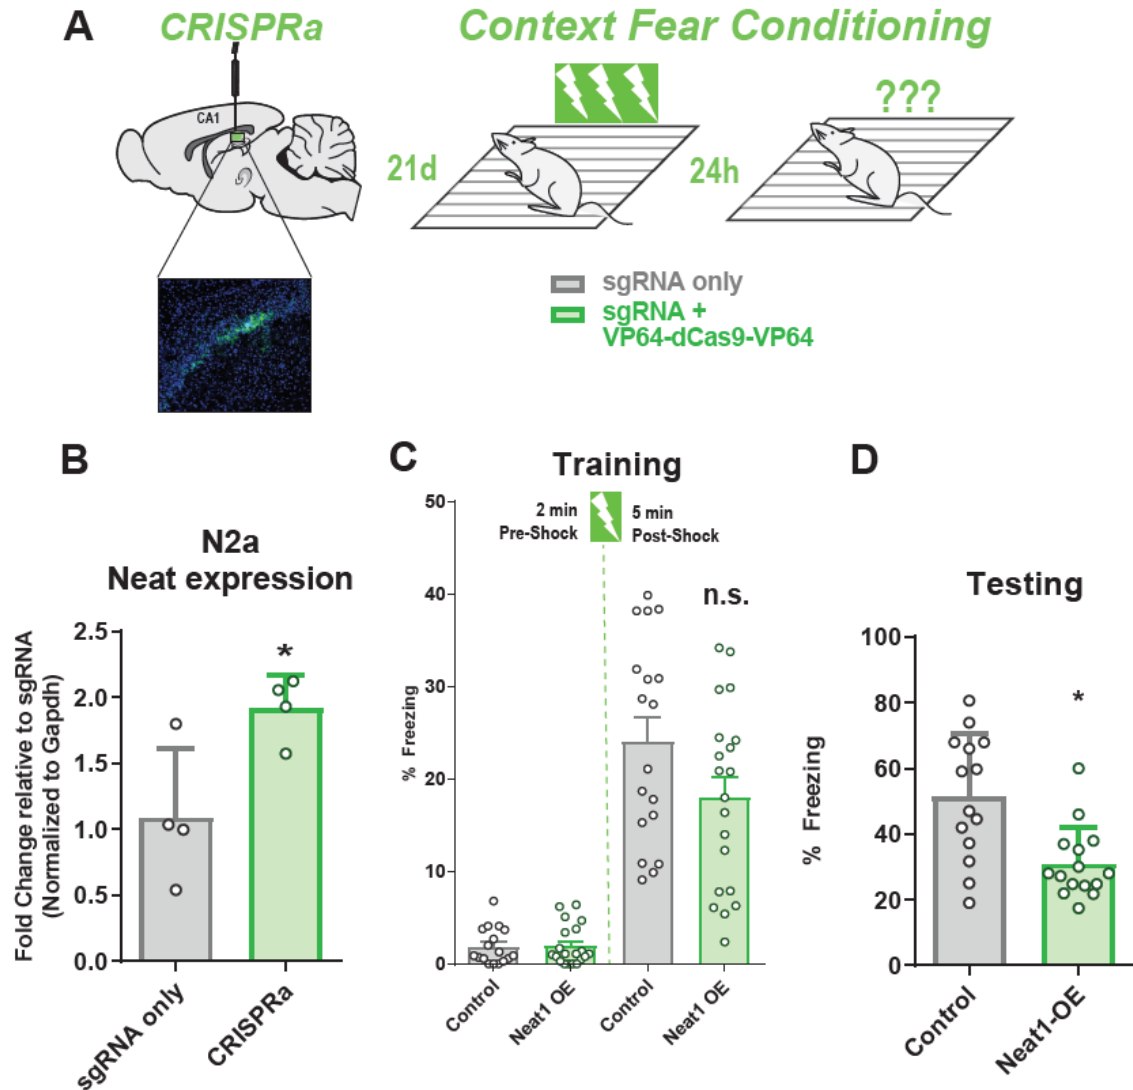 A
CRISPRa
Context Fear Conditioning
CA1
21d
24h
???
sgRNA only
sgRNA +
VP64-dCas9-VP64
B
N2a
Neat expression
Fold Change relative to sgRNA
(Normalized to Gapdh)
2.5
2.0
1.5
1.0
0.5
0.0
*
sgRNA only
CRISPRa
C
Training
2 min
Pre-Shock
5 min
Post-Shock
% Freezing
50
40
30
20
10
0
n.s.
Control
Neat1 OE
Control
Neat1 OE
D
Testing
% Freezing
100
80
60
40
20
0
*
Control
Neat1-OE